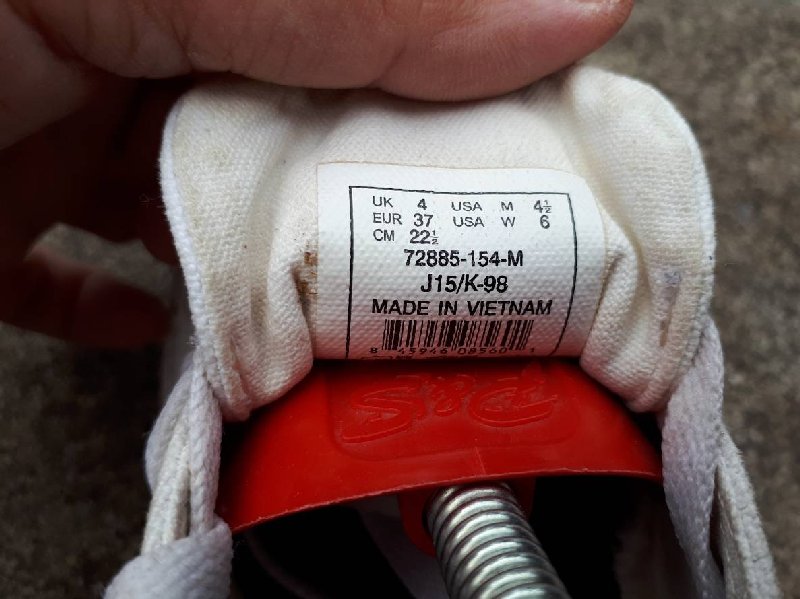 UK 4 USA M 4½
EUR 37 USA W 6
CM 22½
72885-154-M
J15/K-98
MADE IN VIETNAM